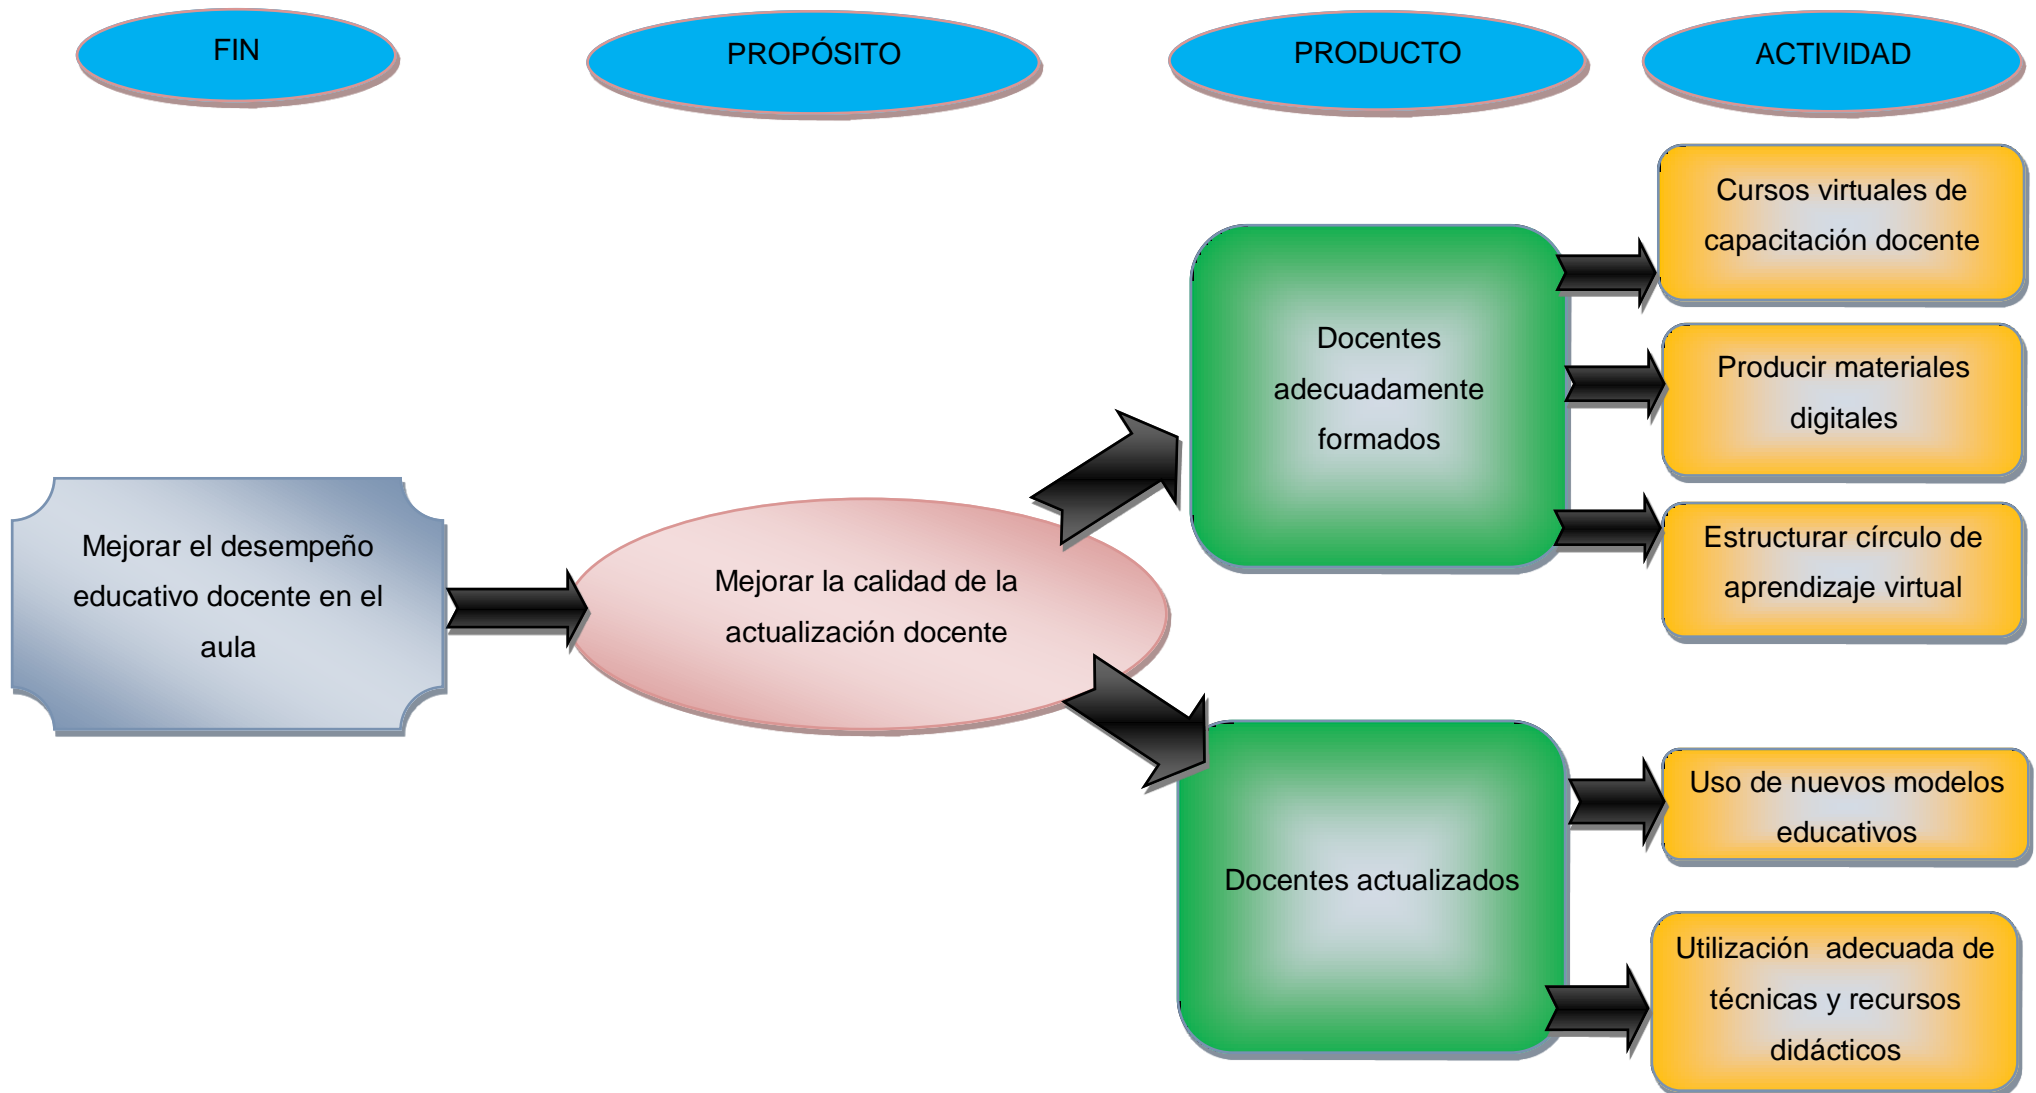 FIN
PROPÓSITO
PRODUCTO
ACTIVIDAD
Mejorar el desempeño
educativo docente en el
aula
Mejorar la calidad de la
actualización docente
Docentes
adecuadamente
formados
Cursos virtuales de
capacitación docente
Producir materiales
digitales
Estructurar círculo de
aprendizaje virtual
Docentes actualizados
Uso de nuevos modelos
educativos
Utilización  adecuada de
técnicas y recursos
didácticos